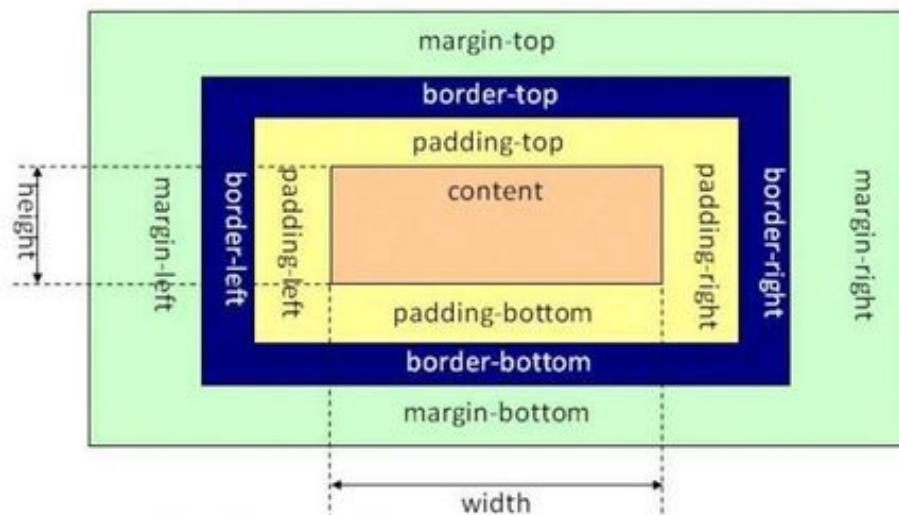 margin-top
border-top
padding-top
content
height
margin-left
border-left
padding-left
padding-right
border-right
margin-right
padding-bottom
border-bottom
margin-bottom
width